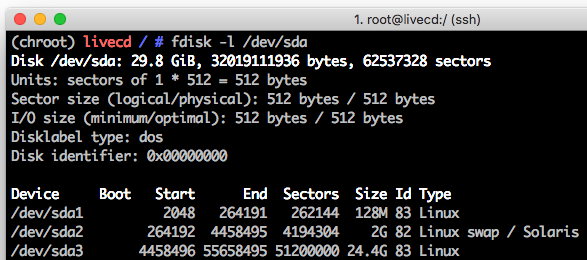 1. root@livecd:/ (ssh)
(chroot) livecd / # fdisk -l /dev/sda
Disk /dev/sda: 29.8 GiB, 32019111936 bytes, 62537328 sectors
Units: sectors of 1 * 512 = 512 bytes
Sector size (logical/physical): 512 bytes / 512 bytes
I/O size (minimum/optimal): 512 bytes / 512 bytes
Disklabel type: dos
Disk identifier: 0x00000000
Device     Boot   Start      End  Sectors  Size Id Type
/dev/sda1          2048   264191   262144  128M 83 Linux
/dev/sda2        264192  4458495  4194304    2G 82 Linux swap / Solaris
/dev/sda3       4458496 55658495 51200000 24.4G 83 Linux